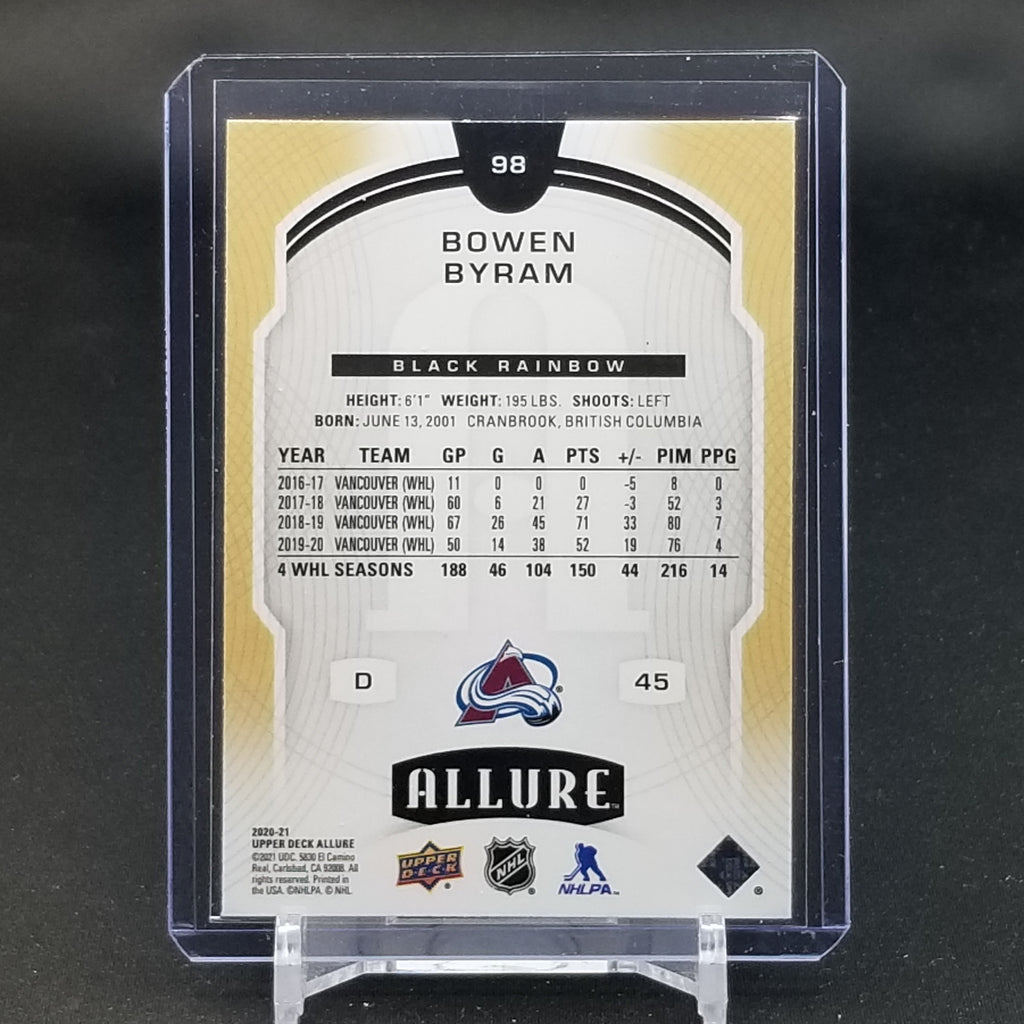 98
BOWEN
BYRAM
BLACK RAINBOW
HEIGHT: 6'1" WEIGHT: 195 LBS. SHOOTS: LEFT
BORN: JUNE 13, 2001 CRANBROOK, BRITISH COLUMBIA
YEAR TEAM GP G A PTS +/- PIM PPG
2016-17 VANCOUVER (WHL) 11 0 0 0 -5 8 0
2017-18 VANCOUVER (WHL) 60 6 21 27 -3 52 3
2018-19 VANCOUVER (WHL) 67 26 45 71 33 80 7
2019-20 VANCOUVER (WHL) 50 14 38 52 19 76 4
4 WHL SEASONS 188 46 104 150 44 216 14
D 45
ALLURE™
2020-21
UPPER DECK ALLURE
©2021 UDC. 5830 El Camino
Real, Carlsbad, CA 92008. All
rights reserved. Printed in
the USA. ©NHLPA. © NHL.
UPPER DECK ®
NHL ®
NHLPA™
®